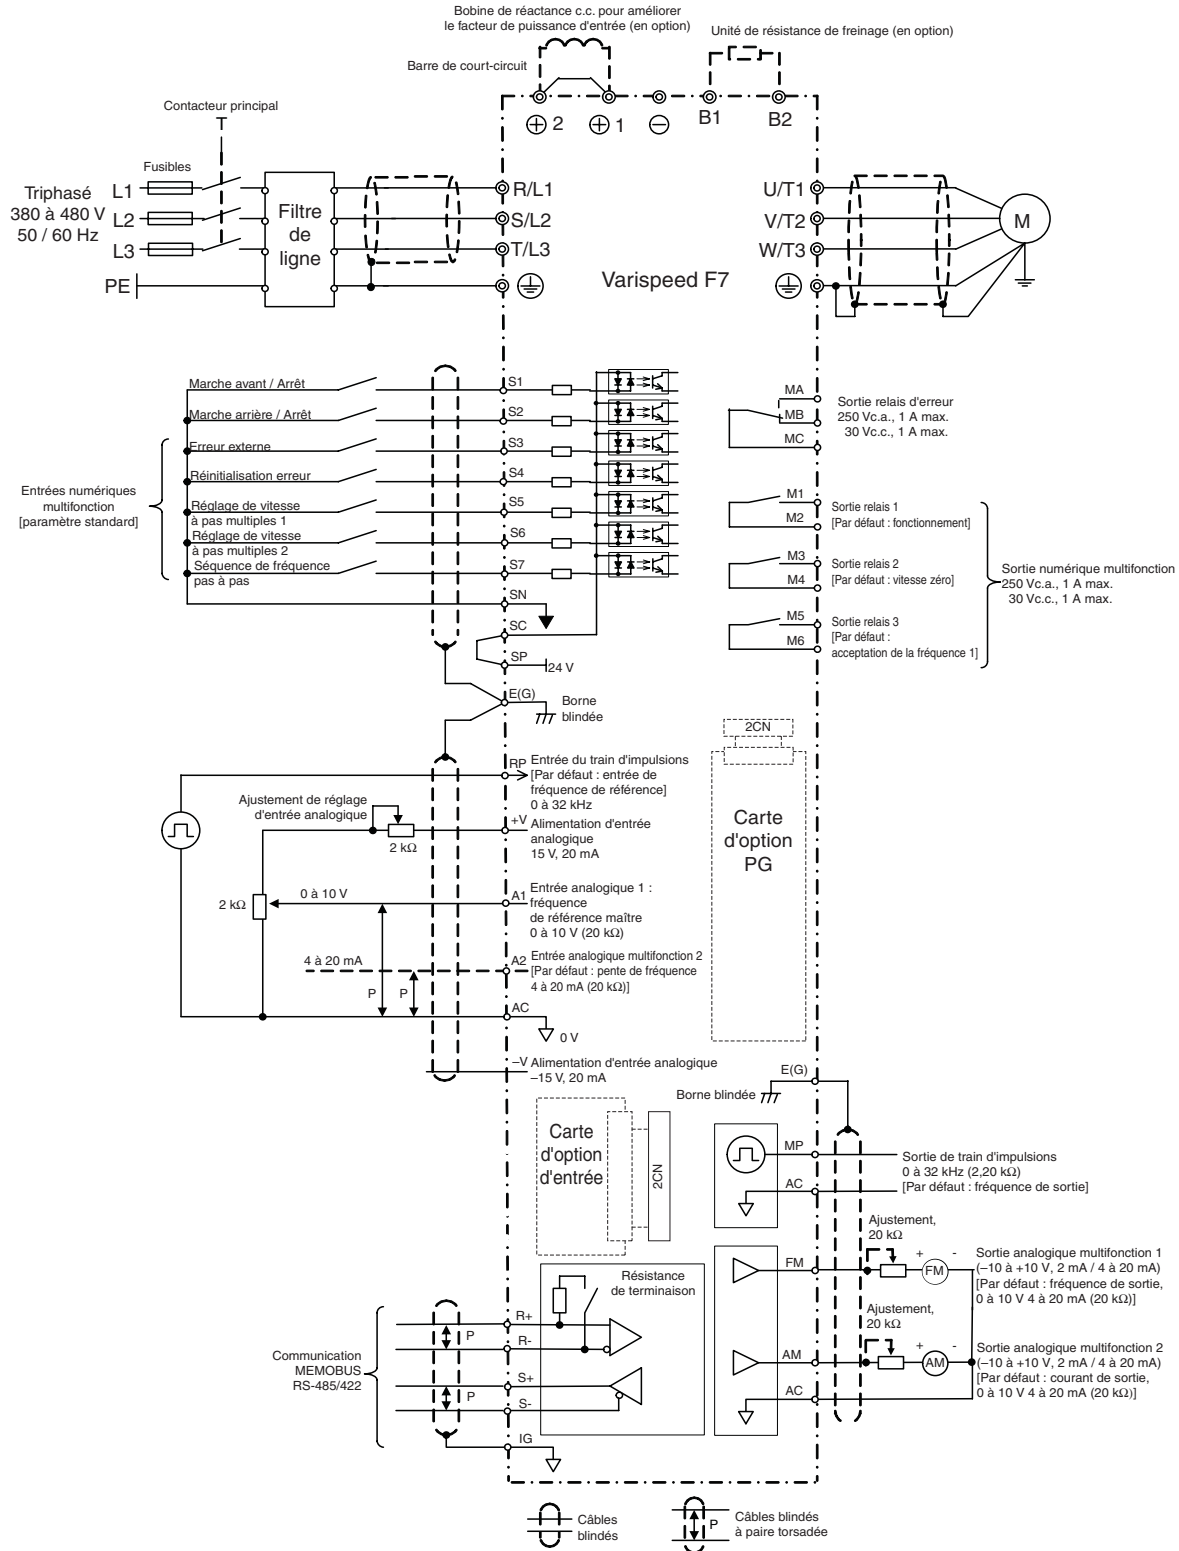 Bobine de réactance c.c. pour améliorer
le facteur de puissance d'entrée (en option)
Unité de résistance de freinage (en option)
Barre de court-circuit
Contacteur principal
⊕ 2
⊕ 1
⊖
B1
B2
Fusibles
Triphasé
380 à 480 V
50 / 60 Hz
L1
L2
L3
PE
Filtre
de
ligne
R/L1
S/L2
T/L3
Varispeed F7
U/T1
V/T2
W/T3
M
Marche avant / Arrêt
Marche arrière / Arrêt
Erreur externe
Réinitialisation erreur
Réglage de vitesse
à pas multiples 1
Réglage de vitesse
à pas multiples 2
Séquence de fréquence
pas à pas
Entrées numériques
multifonction
[paramètre standard]
S1
S2
S3
S4
S5
S6
S7
SN
SC
SP
24 V
E(G)
Borne
blindée
MA
MB
MC
Sortie relais d'erreur
250 Vc.a., 1 A max.
30 Vc.c., 1 A max.
M1
M2
Sortie relais 1
[Par défaut : fonctionnement]
M3
M4
Sortie relais 2
[Par défaut : vitesse zéro]
M5
M6
Sortie relais 3
[Par défaut :
acceptation de la fréquence 1]
Sortie numérique multifonction
250 Vc.a., 1 A max.
30 Vc.c., 1 A max.
2CN
Carte
d'option
PG
RP
Entrée du train d'impulsions
[Par défaut : entrée de
fréquence de référence]
0 à 32 kHz
Ajustement de réglage
d'entrée analogique
2 kΩ
+V
Alimentation d'entrée
analogique
15 V, 20 mA
2 kΩ
0 à 10 V
A1
Entrée analogique 1 :
fréquence
de référence maître
0 à 10 V (20 kΩ)
4 à 20 mA
A2
Entrée analogique multifonction 2
[Par défaut : pente de fréquence
4 à 20 mA (20 kΩ)]
P
P
AC
0 V
–V
Alimentation d'entrée analogique
–15 V, 20 mA
E(G)
Borne blindée
Carte
d'option
d'entrée
2CN
MP
AC
Sortie de train d'impulsions
0 à 32 kHz (2,20 kΩ)
[Par défaut : fréquence de sortie]
Ajustement,
20 kΩ
FM
+
-
FM
Sortie analogique multifonction 1
(–10 à +10 V, 2 mA / 4 à 20 mA)
[Par défaut : fréquence de sortie,
0 à 10 V 4 à 20 mA (20 kΩ)]
Ajustement,
20 kΩ
AM
+
-
AM
Sortie analogique multifonction 2
(–10 à +10 V, 2 mA / 4 à 20 mA)
[Par défaut : courant de sortie,
0 à 10 V 4 à 20 mA (20 kΩ)]
AC
Résistance
de terminaison
Communication
MEMOBUS
RS-485/422
P
P
R+
R-
S+
S-
IG
Câbles
blindés
P
Câbles blindés
à paire torsadée